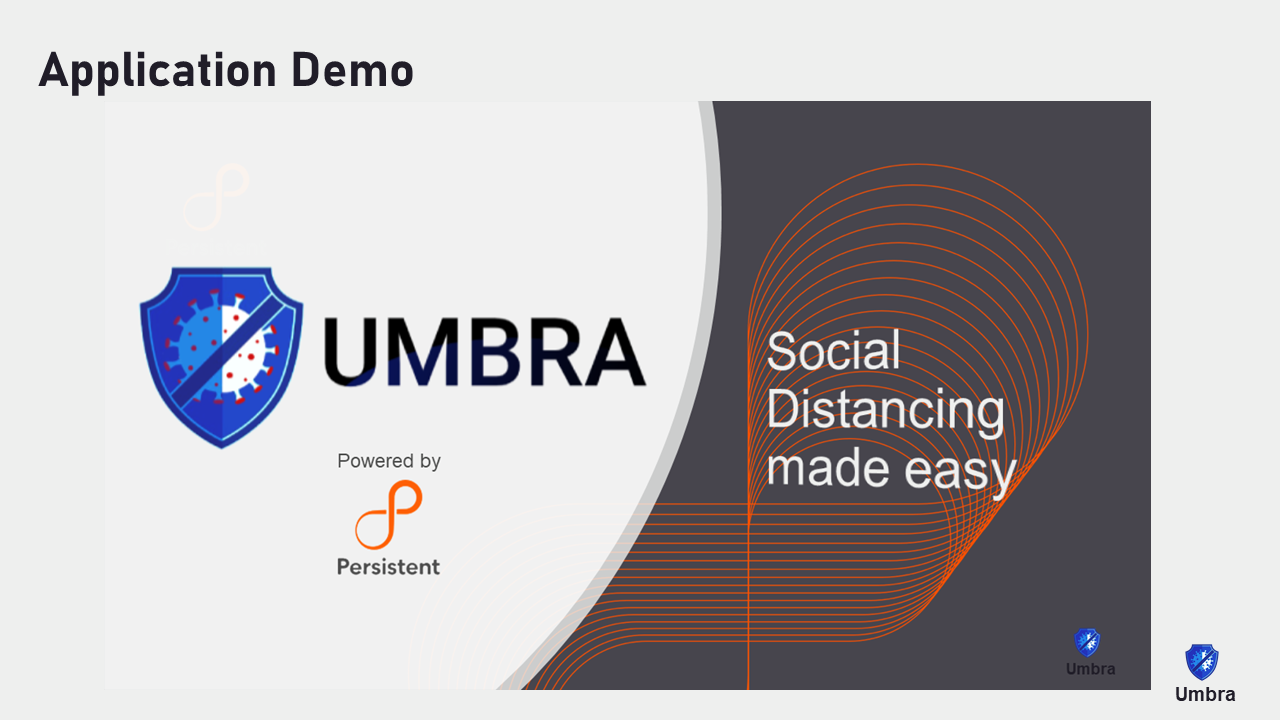 Application Demo
UMBRA
Powered by
Persistent
Social
Distancing
made easy
Umbra
Umbra